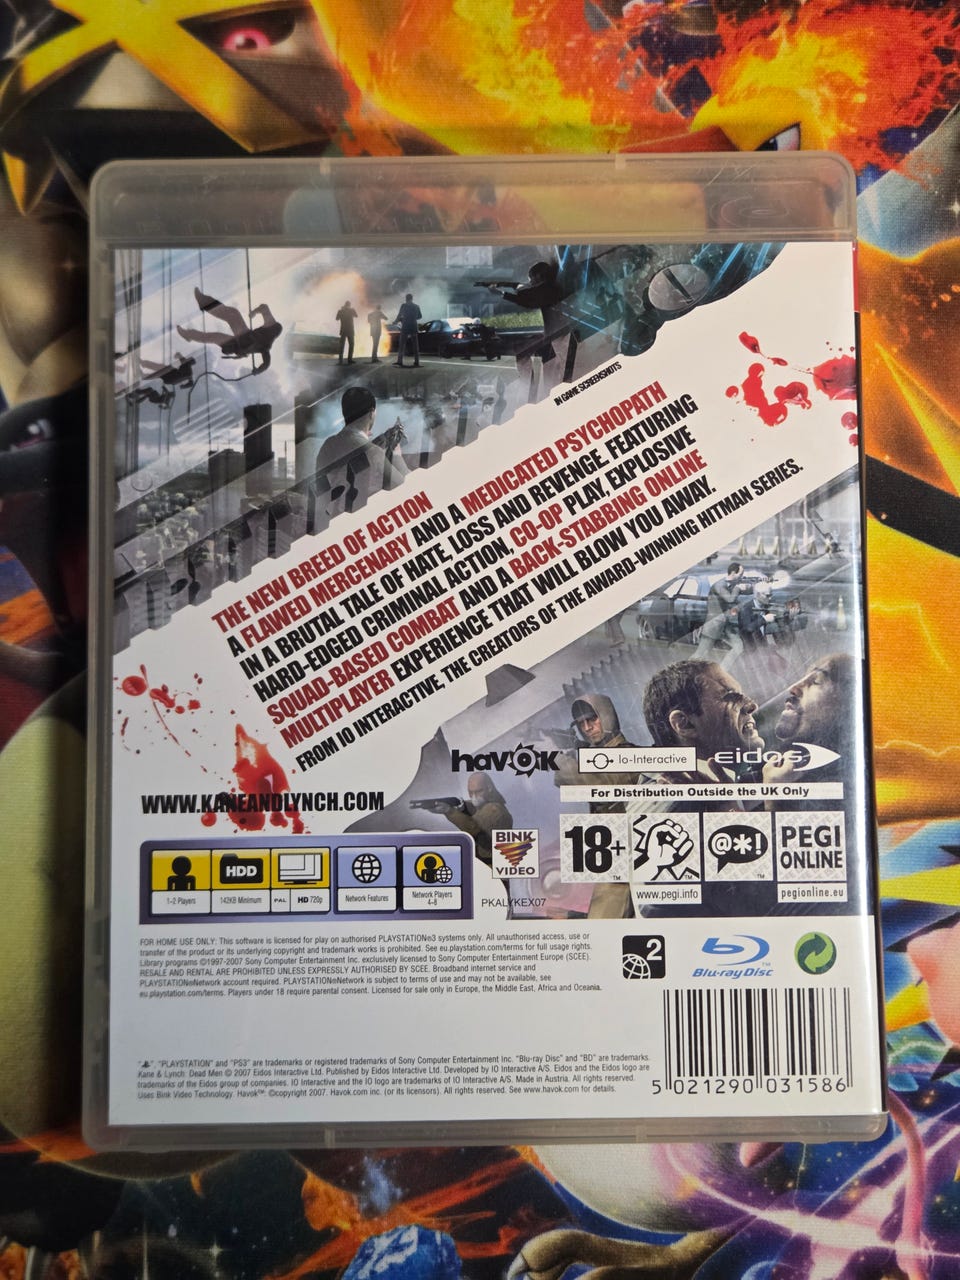 IN GAME SCREENSHOTS
THE NEW BREED OF ACTION
A FLAWED MERCENARY AND A MEDICATED PSYCHOPATH
IN A BRUTAL TALE OF HATE, LOSS AND REVENGE. FEATURING
HARD-EDGED CRIMINAL ACTION, CO-OP PLAY, EXPLOSIVE
SQUAD-BASED COMBAT AND A BACK-STABBING ONLINE
MULTIPLAYER EXPERIENCE THAT WILL BLOW YOU AWAY.
FROM IO INTERACTIVE, THE CREATORS OF THE AWARD-WINNING HITMAN SERIES.
havok
Io-Interactive
eidos
For Distribution Outside the UK Only
WWW.KANEANDLYNCH.COM
BINK
VIDEO
18+
TM
@*!
TM
PEGI
ONLINE
www.pegi.info
pegionline.eu
HDD
1-2 Players
142KB Minimum
PAL
HD 720p
Network Features
Network Players
4-8
PKALYKEX07
FOR HOME USE ONLY: This software is licensed for play on authorised PLAYSTATION®3 systems only. All unauthorised access, use or
transfer of the product or its underlying copyright and trademark works is prohibited. See eu.playstation.com/terms for full usage rights.
Library programs ©1997-2007 Sony Computer Entertainment Inc. exclusively licensed to Sony Computer Entertainment Europe (SCEE).
RESALE AND RENTAL ARE PROHIBITED UNLESS EXPRESSLY AUTHORISED BY SCEE. Broadband internet service and
PLAYSTATION®Network account required. PLAYSTATION®Network is subject to terms of use and may not be available, see
eu.playstation.com/terms. Players under 18 require parental consent. Licensed for sale only in Europe, the Middle East, Africa and Oceania.
2
Blu-ray Disc
TM
"PLAYSTATION" and "PS3" are trademarks or registered trademarks of Sony Computer Entertainment Inc. "Blu-ray Disc" and "BD" are trademarks.
Kane & Lynch: Dead Men © 2007 Eidos Interactive Ltd. Published by Eidos Interactive Ltd. Developed by IO Interactive A/S. Eidos and the Eidos logo are
trademarks of the Eidos group of companies. IO Interactive and the IO logo are trademarks of IO Interactive A/S. Made in Austria. All rights reserved.
Uses Bink Video Technology. Havok™. ©copyright 2007. Havok.com inc. (or its licensors). All rights reserved. See www.havok.com for details.
5 021290 031586